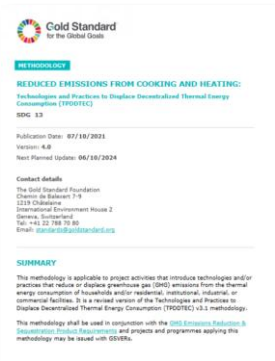 Gold Standard
for the Global Goals
METHODOLOGY
REDUCED EMISSIONS FROM COOKING AND HEATING:
Technologies and Practices to Displace Decentralized Thermal Energy
Consumption (TPDDTEC)
SDG 13
Publication Date: 07/10/2021
Version: 4.0
Next Planned Update: 06/10/2024
Contact details
The Gold Standard Foundation
Chemin de Balexert 7-9
1219 Châtelaine
International Environment House 2
Geneva, Switzerland
Tel: +41 22 788 70 80
Email: standards@goldstandard.org
SUMMARY
This methodology is applicable to project activities that introduce technologies and/or
practices that reduce or displace greenhouse gas (GHG) emissions from the thermal
energy consumption of households and/or residential, institutional, industrial, or
commercial facilities. It is a revised version of the Technologies and Practices to
Displace Decentralized Thermal Energy Consumption (TPDDTEC) v3.1 methodology.
This methodology shall be used in conjunction with the GHG Emissions Reduction &
Sequestration Product Requirements and projects and programmes applying this
methodology may be issued with GSVERs.